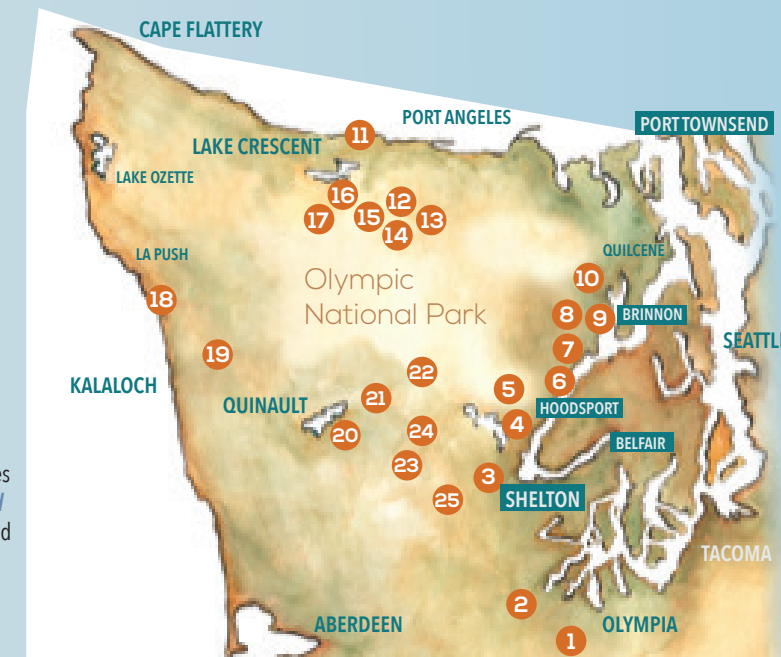 CAPE FLATTERY
PORT ANGELES
PORT TOWNSEND
11
LAKE CRESCENT
LAKE OZETTE
16
12
17
15
13
14
LA PUSH
QUILCENE
Olympic
National Park
10
18
8
9
BRINNON
SEATTL
19
7
22
6
KALALOCH
QUINAULT
21
5
HOODSPORT
20
24
4
BELFAIR
23
3
es
25
SHELTON
d
TACOMA
2
ABERDEEN
OLYMPIA
1